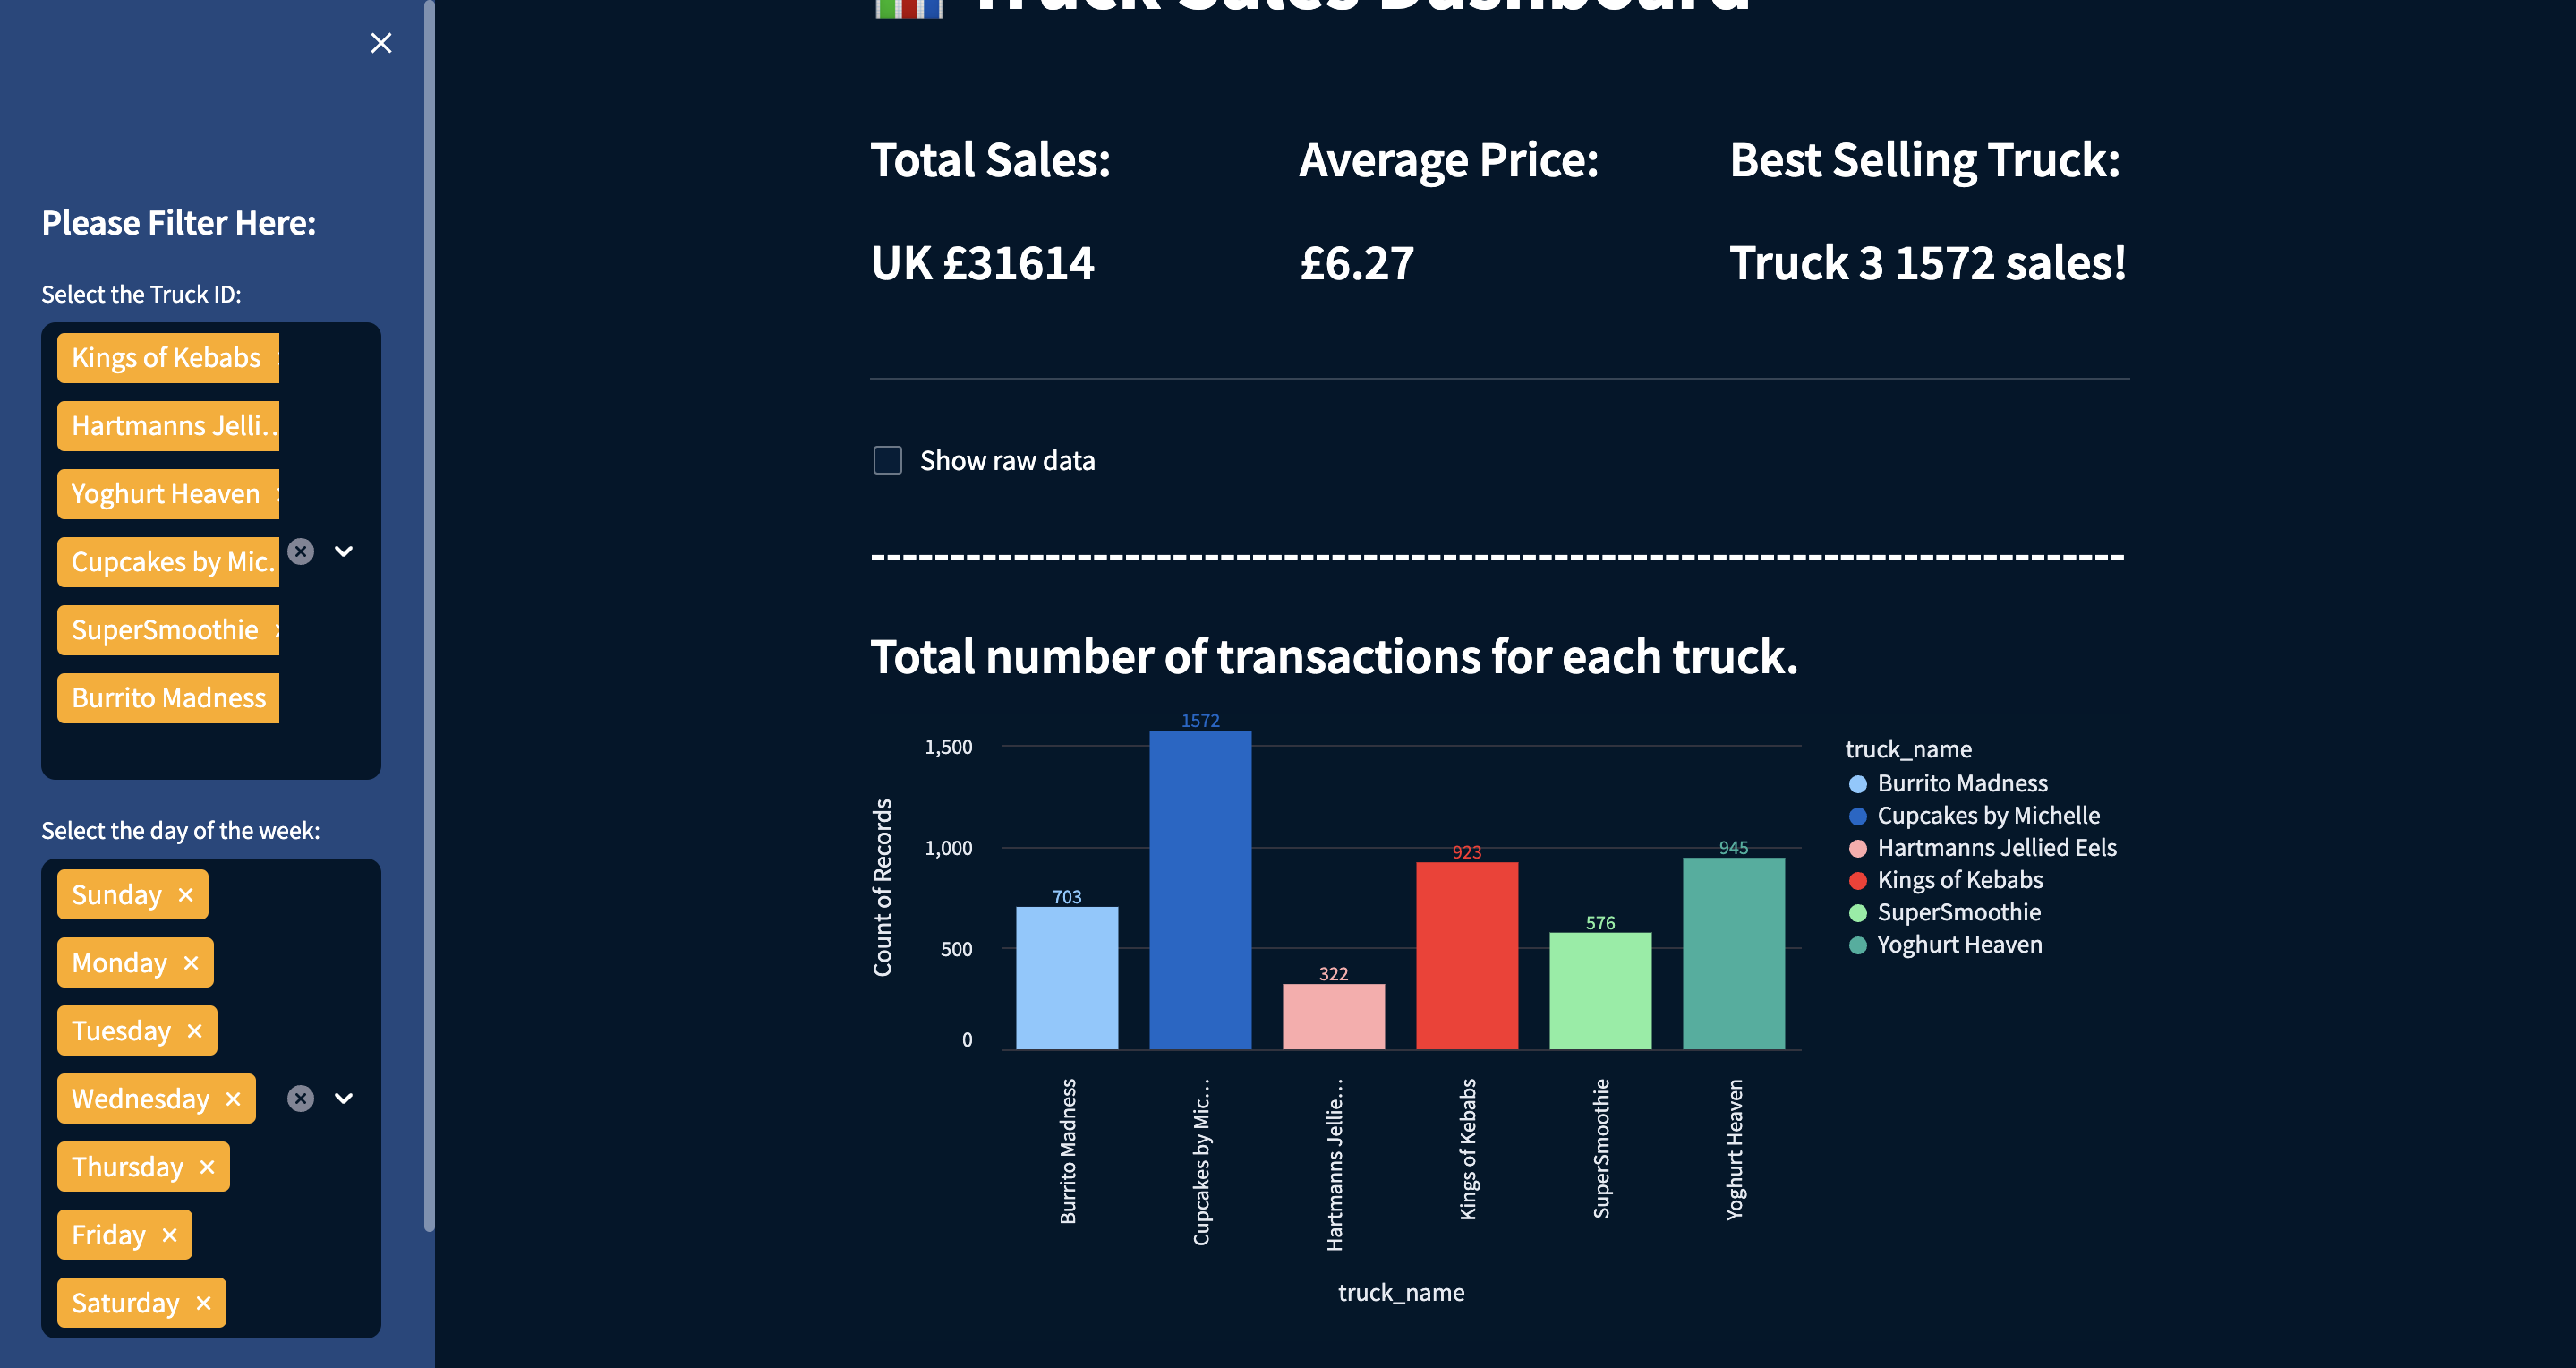 Truck Sales Dashboard
Please Filter Here:
Select the Truck ID:
Kings of Kebabs
Hartmanns Jelli..
Yoghurt Heaven
Cupcakes by Mic.
SuperSmoothie
Burrito Madness
Select the day of the week:
Sunday
Monday
Tuesday
Wednesday
Thursday
Friday
Saturday
Total Sales:
UK £31614
Average Price:
£6.27
Best Selling Truck:
Truck 3 1572 sales!
Show raw data
Total number of transactions for each truck.
Count of Records
1,500
1,000
500
0
703
1572
322
923
576
945
Burrito Madness
Cupcakes by Mic...
Hartmanns Jellie...
Kings of Kebabs
SuperSmoothie
Yoghurt Heaven
truck_name
truck_name
Burrito Madness
Cupcakes by Michelle
Hartmanns Jellied Eels
Kings of Kebabs
SuperSmoothie
Yoghurt Heaven